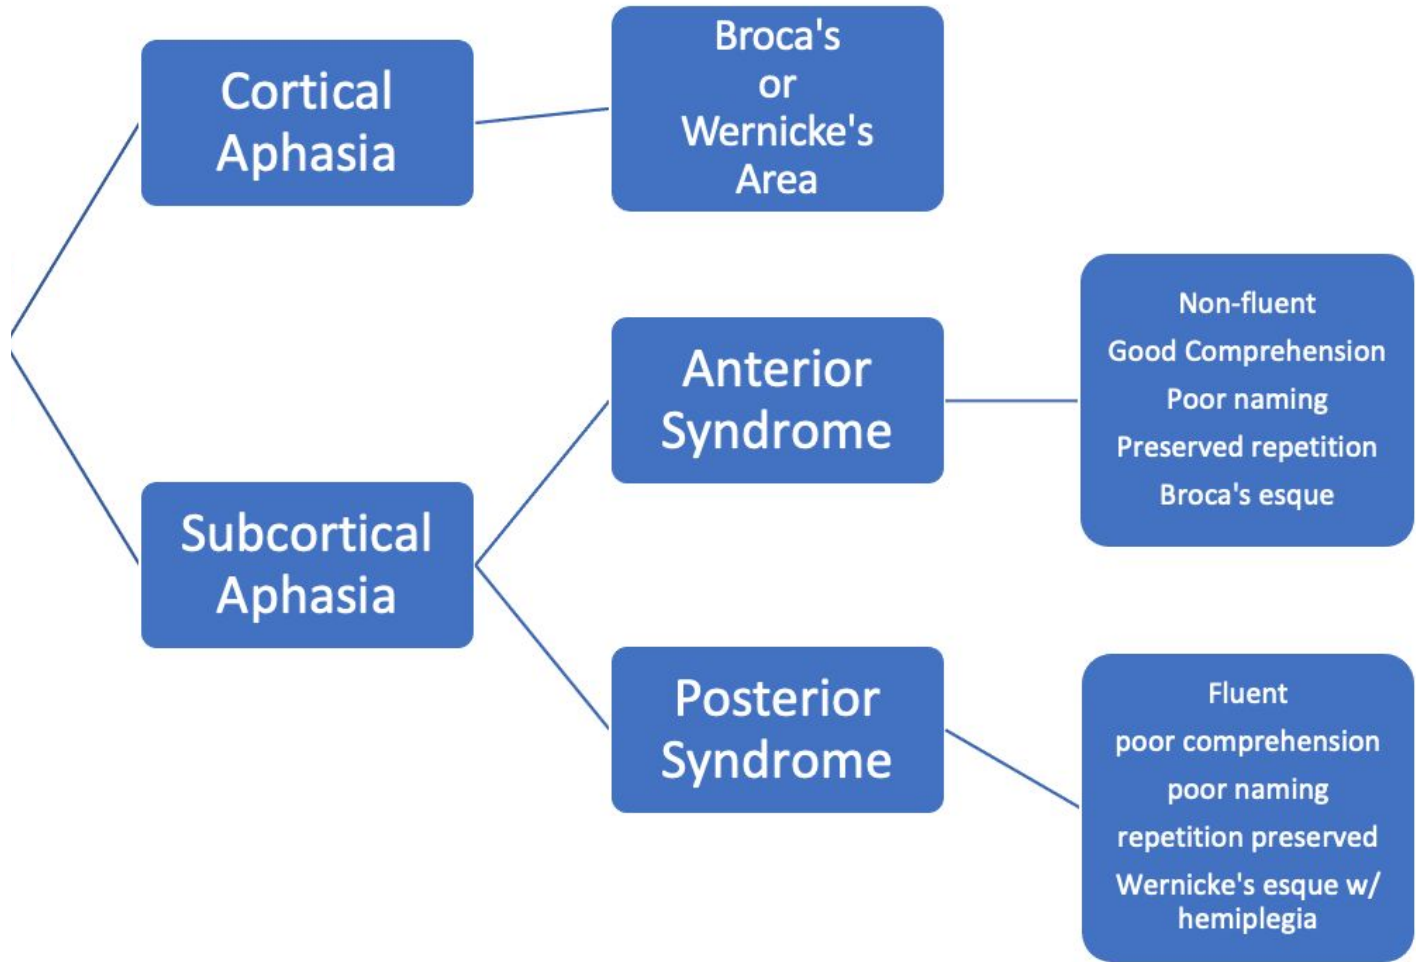 Cortical
Aphasia
Broca's
or
Wernicke's
Area
Subcortical
Aphasia
Anterior
Syndrome
Non-fluent
Good Comprehension
Poor naming
Preserved repetition
Broca's esque
Posterior
Syndrome
Fluent
poor comprehension
poor naming
repetition preserved
Wernicke's esque w/
hemiplegia